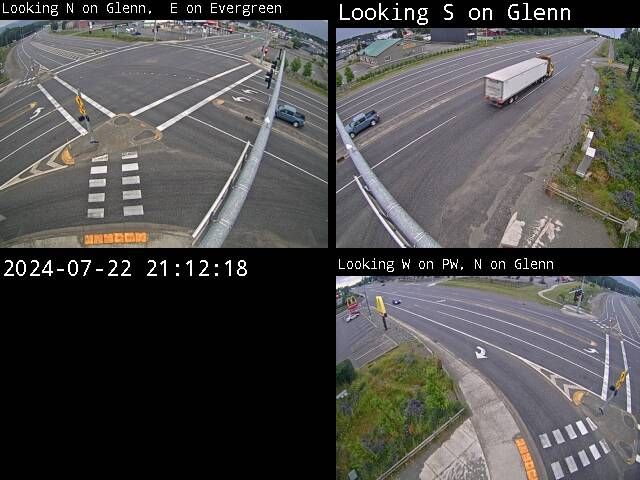 Looking N on Glenn, E on Evergreen
Looking S on Glenn
2024-07-22 21:12:18
Looking W on PW, N on Glenn